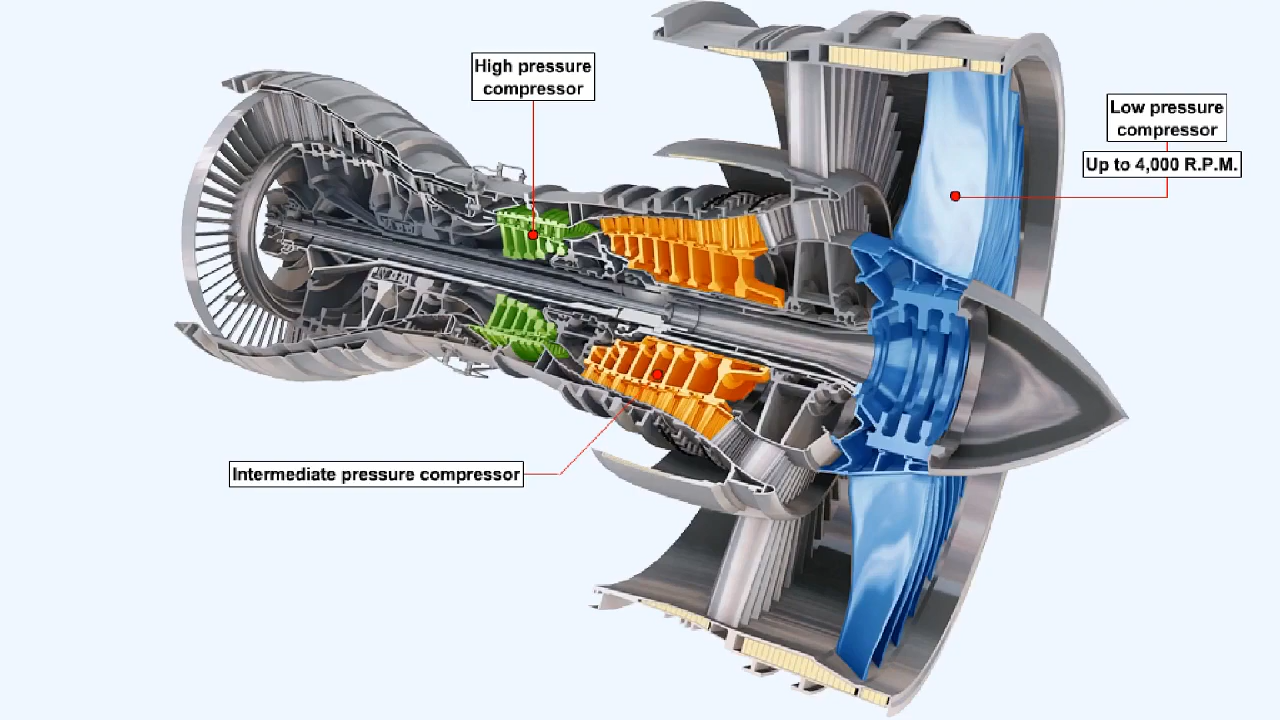 High pressure
compressor
Low pressure
compressor
Up to 4,000 R.P.M.
Intermediate pressure compressor